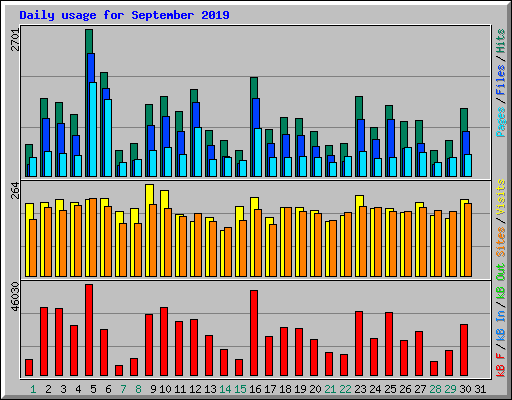 Daily usage for September 2019
2701
Pages / Files / Hits
264
Sites / Visits
46030
kB F / kB In / kB Out
1 2 3 4 5 6 7 8 9 10 11 12 13 14 15 16 17 18 19 20 21 22 23 24 25 26 27 28 29 30 31